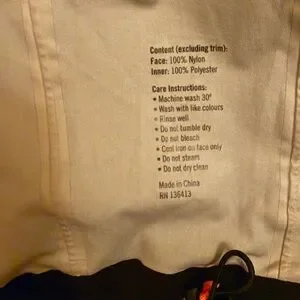 Content (excluding trim):
Face: 100% Nylon
Inner: 100% Polyester
Care Instructions:
• Machine wash 30°
• Wash with like colours
• Rinse well
• Do not tumble dry
• Do not bleach
• Cool iron on face only
• Do not steam
• Do not dry clean
Made in China
RN 136413